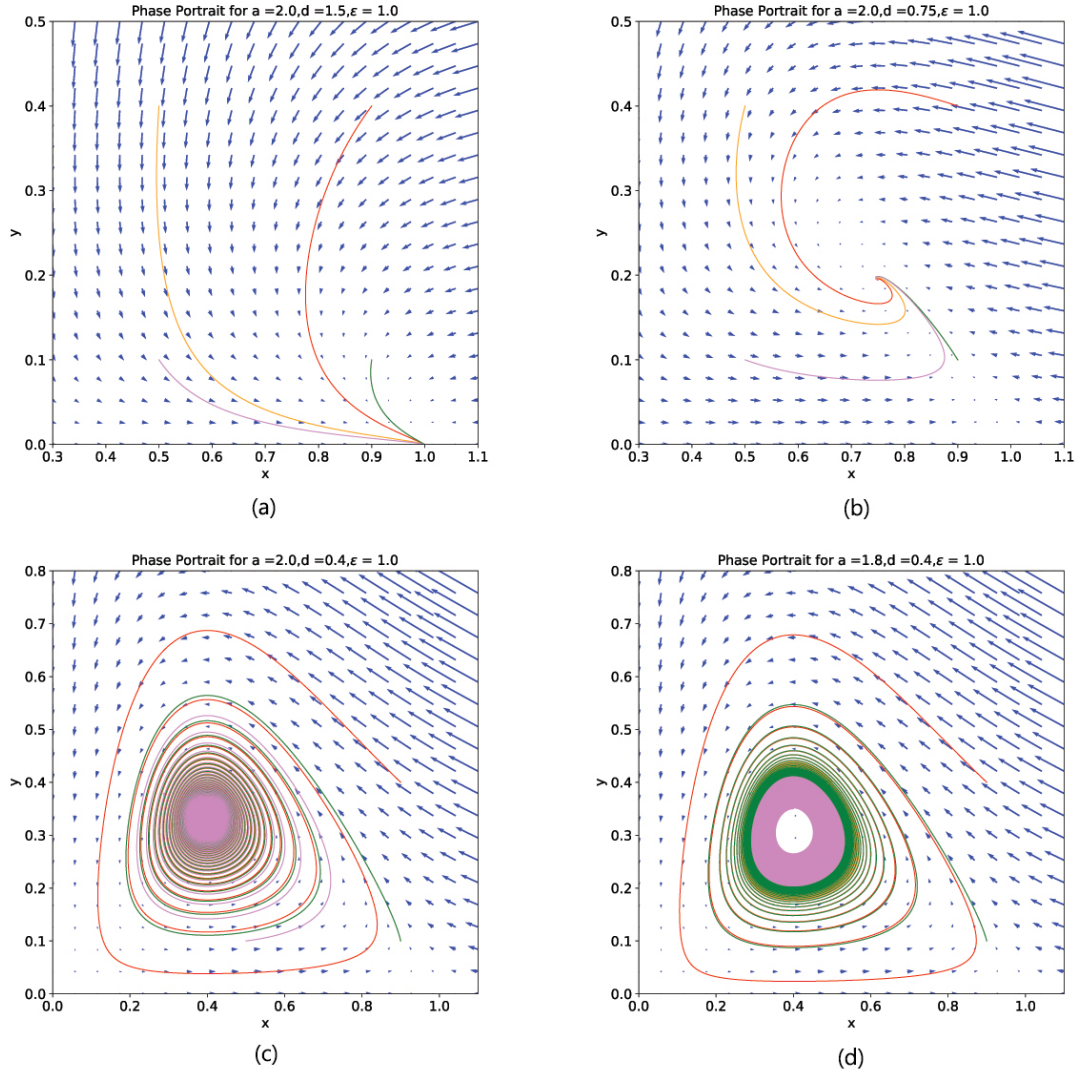 Phase Portrait for a =2.0,d =1.5,ε = 1.0
y
0.5
0.4
0.3
0.2
0.1
0.0
0.3 0.4 0.5 0.6 0.7 0.8 0.9 1.0 1.1
x
(a)
Phase Portrait for a =2.0,d =0.75,ε = 1.0
y
0.5
0.4
0.3
0.2
0.1
0.0
0.3 0.4 0.5 0.6 0.7 0.8 0.9 1.0 1.1
x
(b)
Phase Portrait for a =2.0,d =0.4,ε = 1.0
y
0.8
0.7
0.6
0.5
0.4
0.3
0.2
0.1
0.0
0.0 0.2 0.4 0.6 0.8 1.0
x
(c)
Phase Portrait for a =1.8,d =0.4,ε = 1.0
y
0.8
0.7
0.6
0.5
0.4
0.3
0.2
0.1
0.0
0.0 0.2 0.4 0.6 0.8 1.0
x
(d)